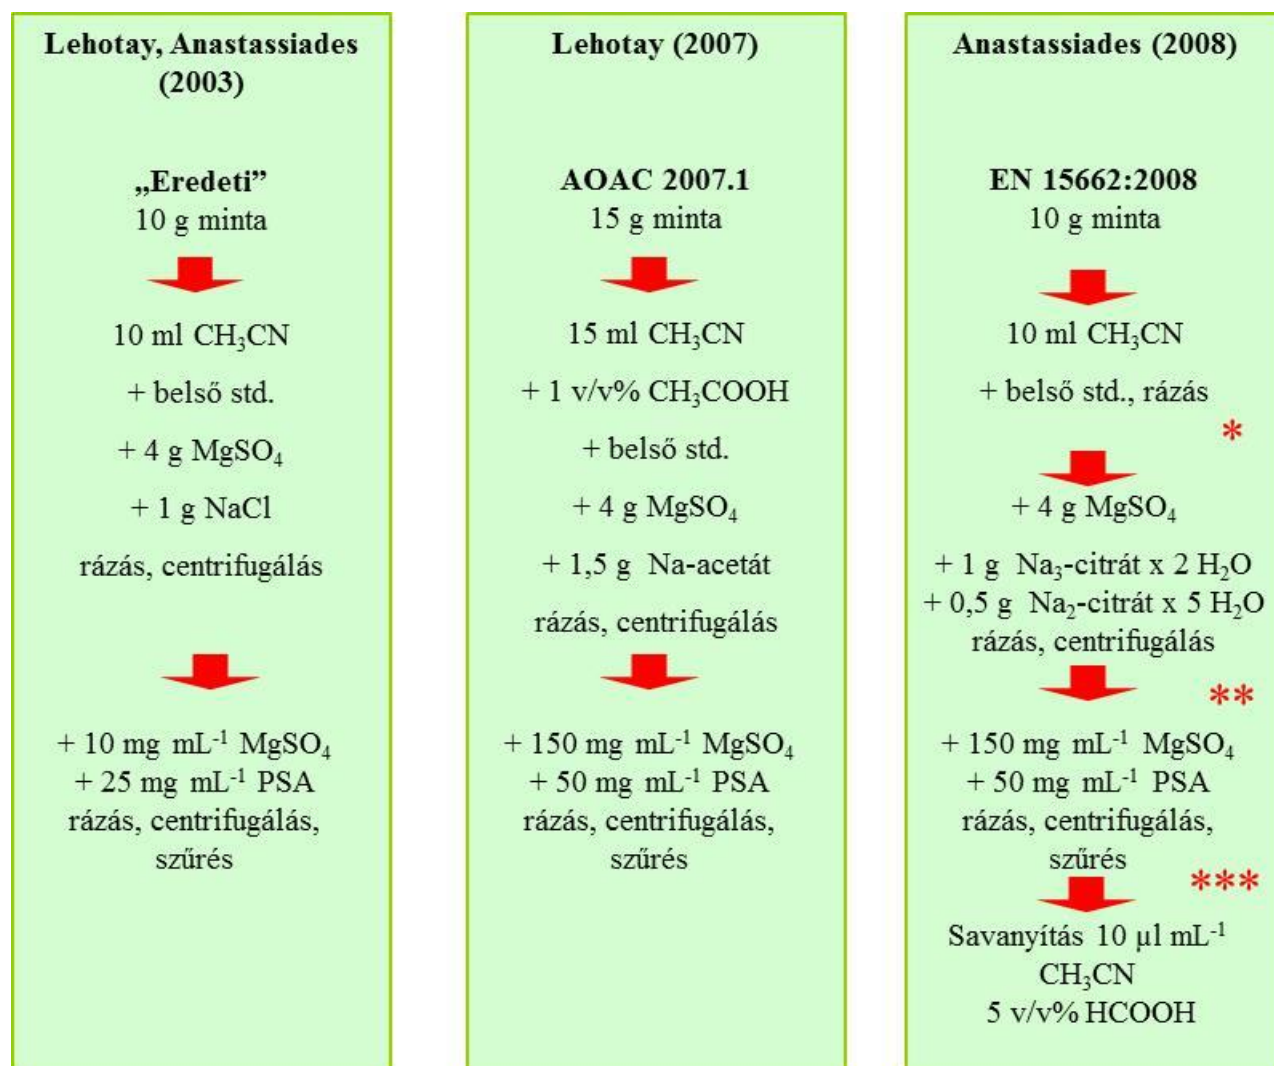 Lehotay, Anastassiades
(2003)
„Eredeti”
10 g minta
10 ml CH₃CN
+ belső std.
+ 4 g MgSO₄
+ 1 g NaCl
rázás, centrifugálás
+ 10 mg mL⁻¹ MgSO₄
+ 25 mg mL⁻¹ PSA
rázás, centrifugálás,
szűrés
Lehotay (2007)
AOAC 2007.1
15 g minta
15 ml CH₃CN
+ 1 v/v% CH₃COOH
+ belső std.
+ 4 g MgSO₄
+ 1,5 g Na-acetát
rázás, centrifugálás
+ 150 mg mL⁻¹ MgSO₄
+ 50 mg mL⁻¹ PSA
rázás, centrifugálás,
szűrés
Anastassiades (2008)
EN 15662:2008
10 g minta
10 ml CH₃CN
+ belső std., rázás
*
+ 4 g MgSO₄
+ 1 g Na₃-citrát x 2 H₂O
+ 0,5 g Na₂-citrát x 5 H₂O
rázás, centrifugálás
**
+ 150 mg mL⁻¹ MgSO₄
+ 50 mg mL⁻¹ PSA
rázás, centrifugálás,
szűrés
***
Savanyítás 10 µl mL⁻¹
CH₃CN
5 v/v% HCOOH